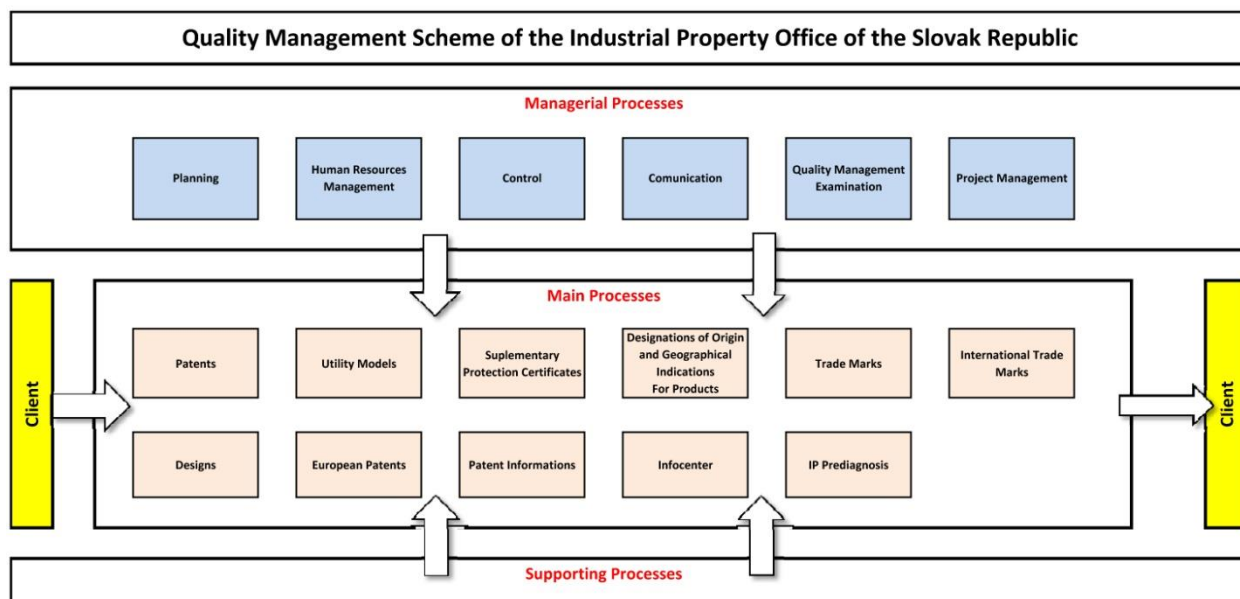 Quality Management Scheme of the Industrial Property Office of the Slovak Republic
Managerial Processes
Planning
Human Resources
Management
Control
Comunication
Quality Management
Examination
Project Management
Client
Main Processes
Patents
Utility Models
Suplementary
Protection Certificates
Designations of Origin
and Geographical
Indications
For Products
Trade Marks
International Trade
Marks
Designs
European Patents
Patent Informations
Infocenter
IP Prediagnosis
Client
Supporting Processes